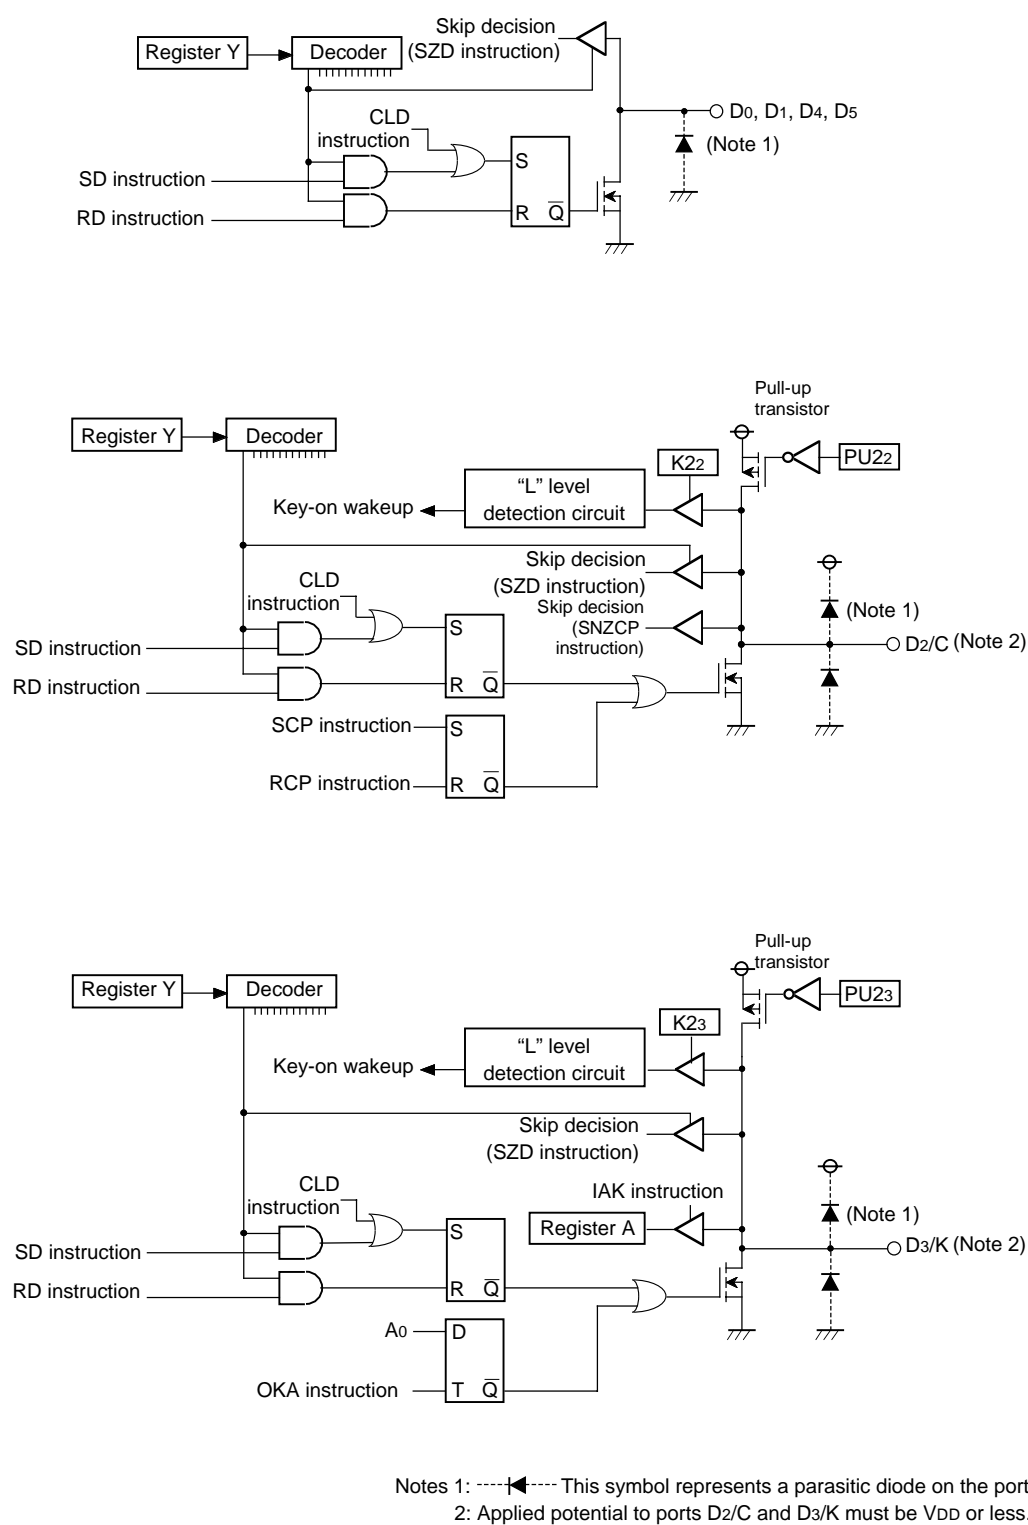 Skip decision
(SZD instruction)
Register Y
Decoder
D0, D1, D4, D5
(Note 1)
CLD
instruction
SD instruction
RD instruction
S
R Q̅
Pull-up
transistor
Register Y
Decoder
K22
PU22
Key-on wakeup
“L” level
detection circuit
Skip decision
(SZD instruction)
CLD
instruction
Skip decision
(SNZCP
instruction)
(Note 1)
SD instruction
S
D2/C (Note 2)
RD instruction
R Q̅
SCP instruction
S
RCP instruction
R Q̅
Pull-up
transistor
Register Y
Decoder
PU23
K23
Key-on wakeup
“L” level
detection circuit
Skip decision
(SZD instruction)
CLD
instruction
IAK instruction
Register A
(Note 1)
S
SD instruction
D3/K (Note 2)
RD instruction
R Q̅
A0
D
OKA instruction
T Q̅
Notes 1: This symbol represents a parasitic diode on the port
2: Applied potential to ports D2/C and D3/K must be VDD or less.